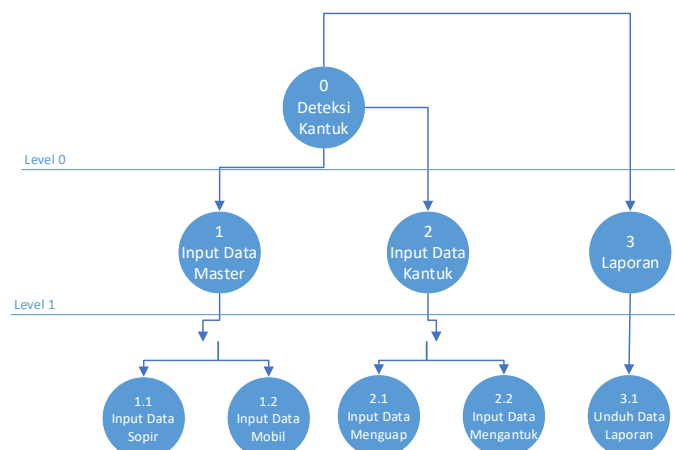 0
Deteksi
Kantuk
Level 0
1
Input Data
Master
2
Input Data
Kantuk
3
Laporan
Level 1
1.1
Input Data
Sopir
1.2
Input Data
Mobil
2.1
Input Data
Menguap
2.2
Input Data
Mengantuk
3.1
Unduh Data
Laporan